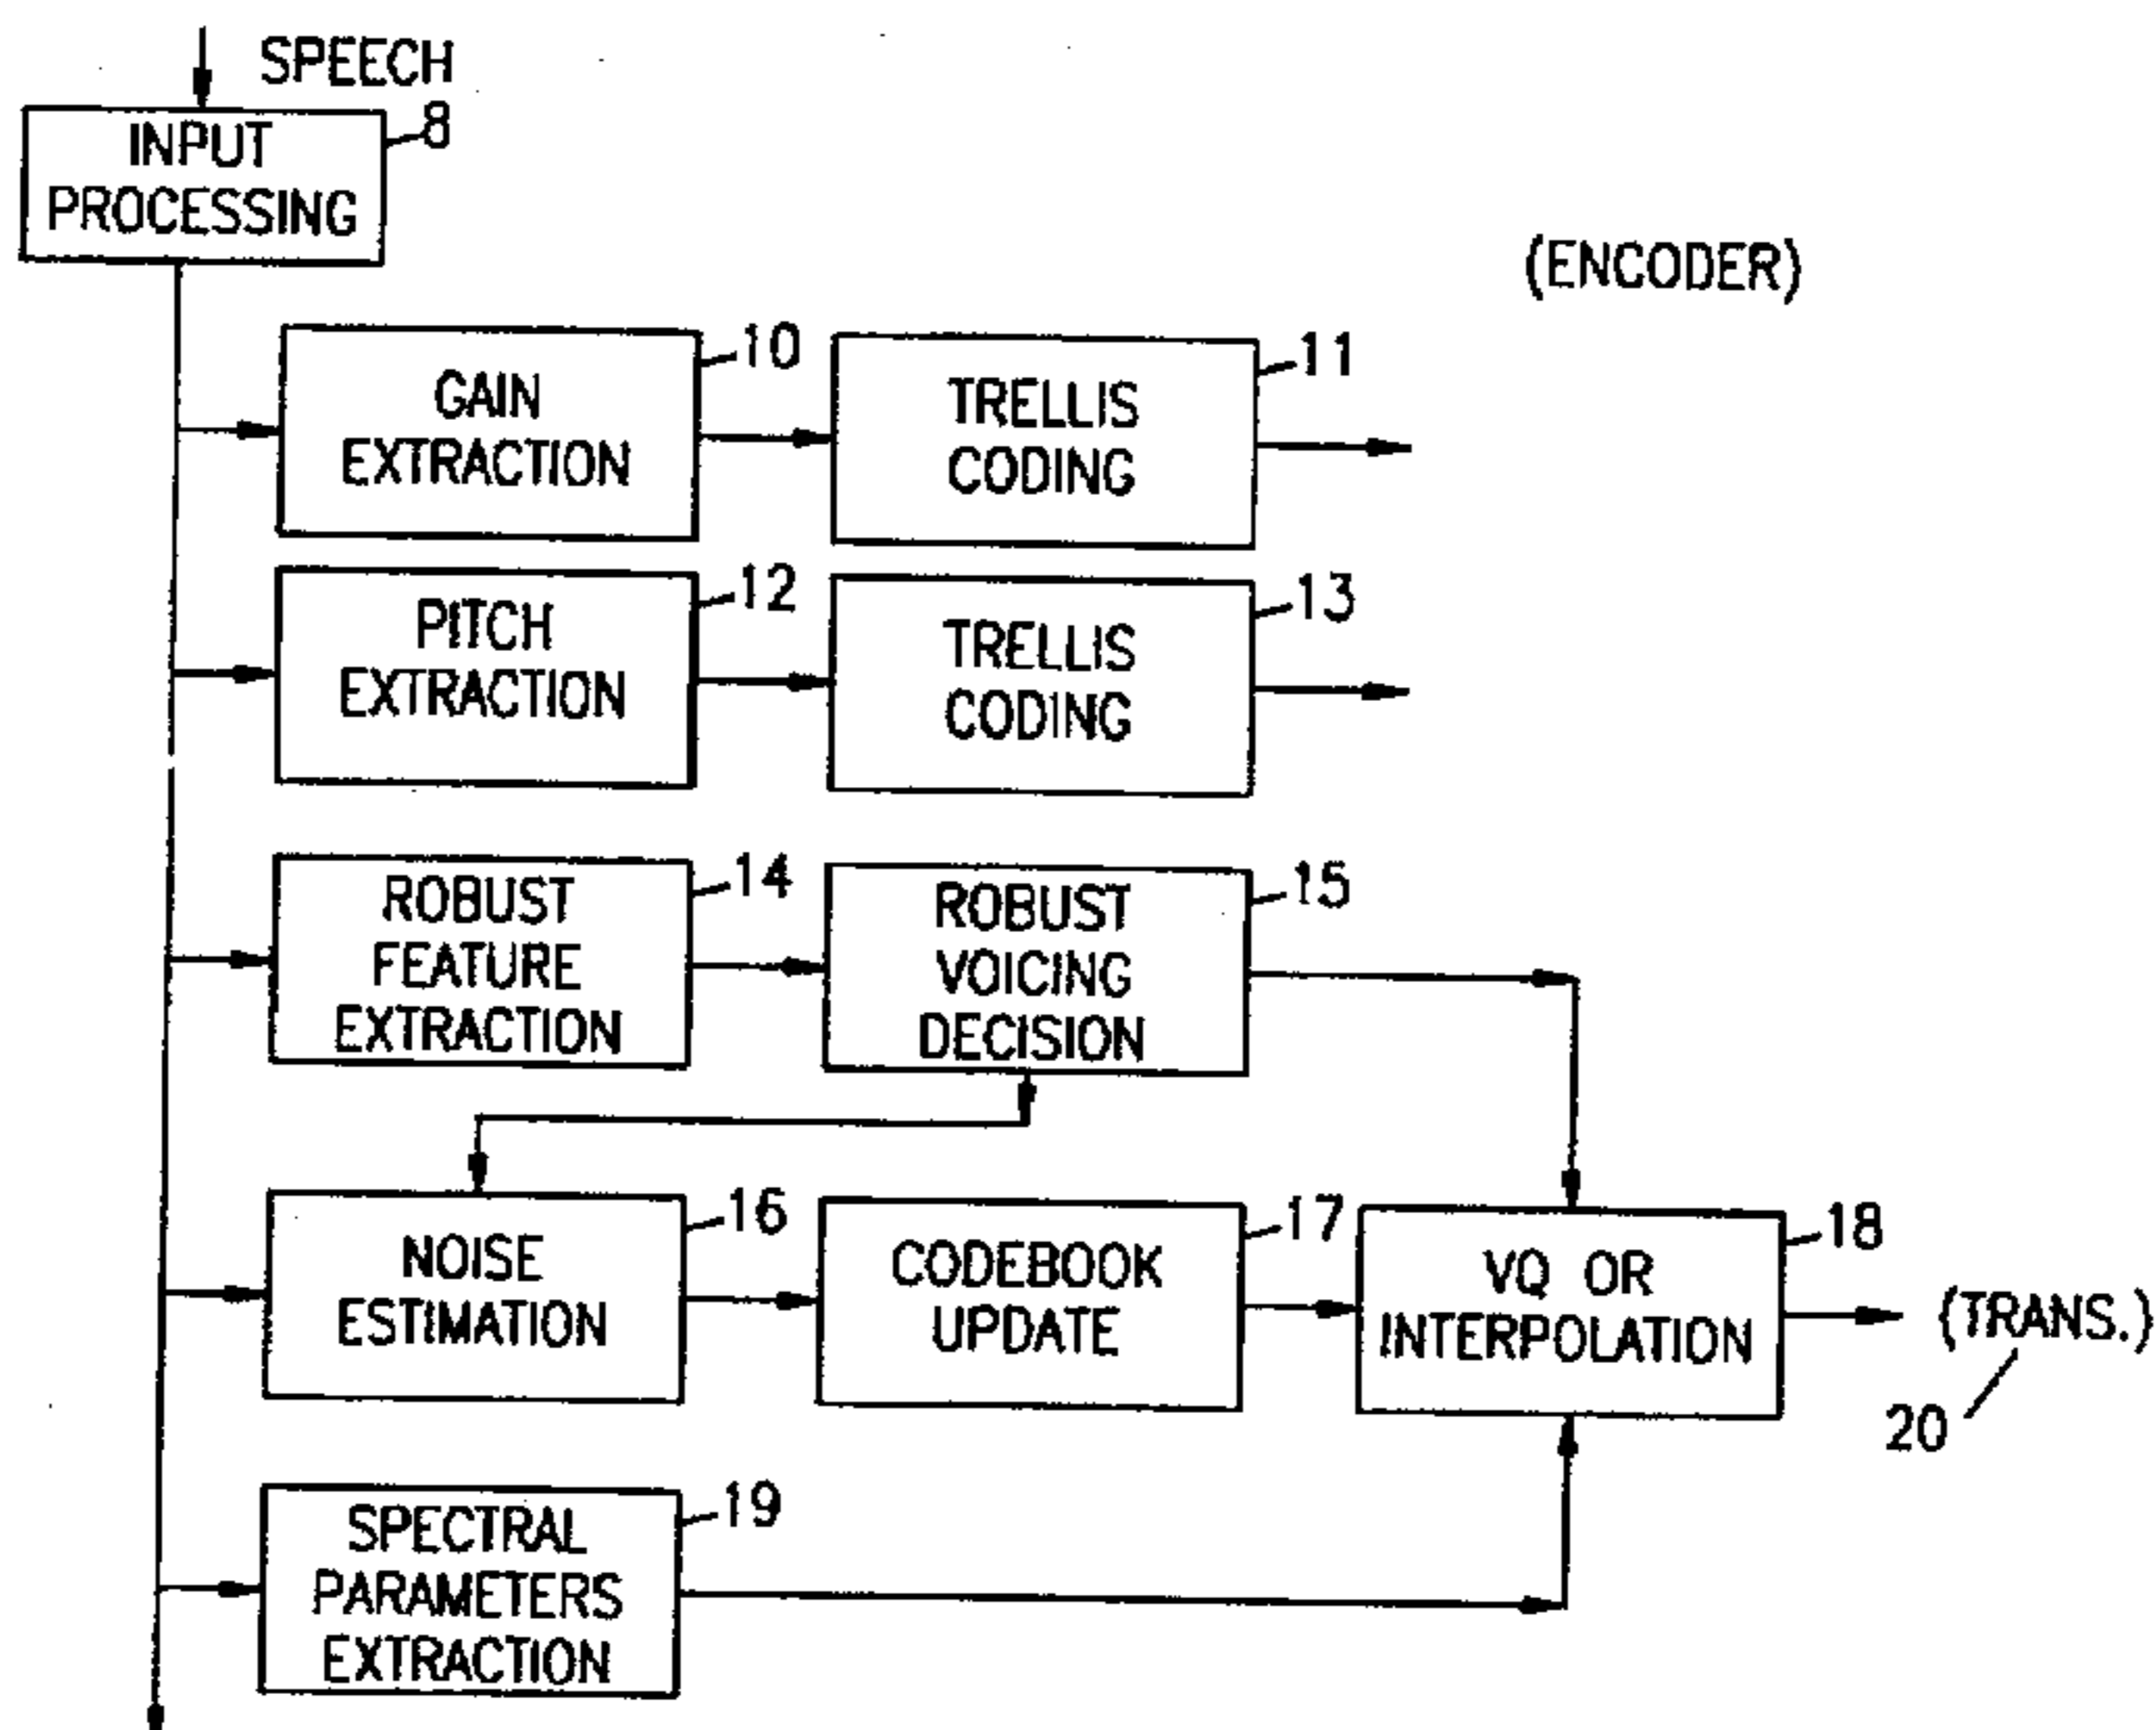 SPEECH
INPUT
PROCESSING
8
(ENCODER)
GAIN
EXTRACTION
10
TRELLIS
CODING
11
PITCH
EXTRACTION
12
TRELLIS
CODING
13
ROBUST
FEATURE
EXTRACTION
14
ROBUST
VOICING
DECISION
15
NOISE
ESTIMATION
16
CODEBOOK
UPDATE
17
VQ OR
INTERPOLATION
18
(TRANS.)
20
SPECTRAL
PARAMETERS
EXTRACTION
19